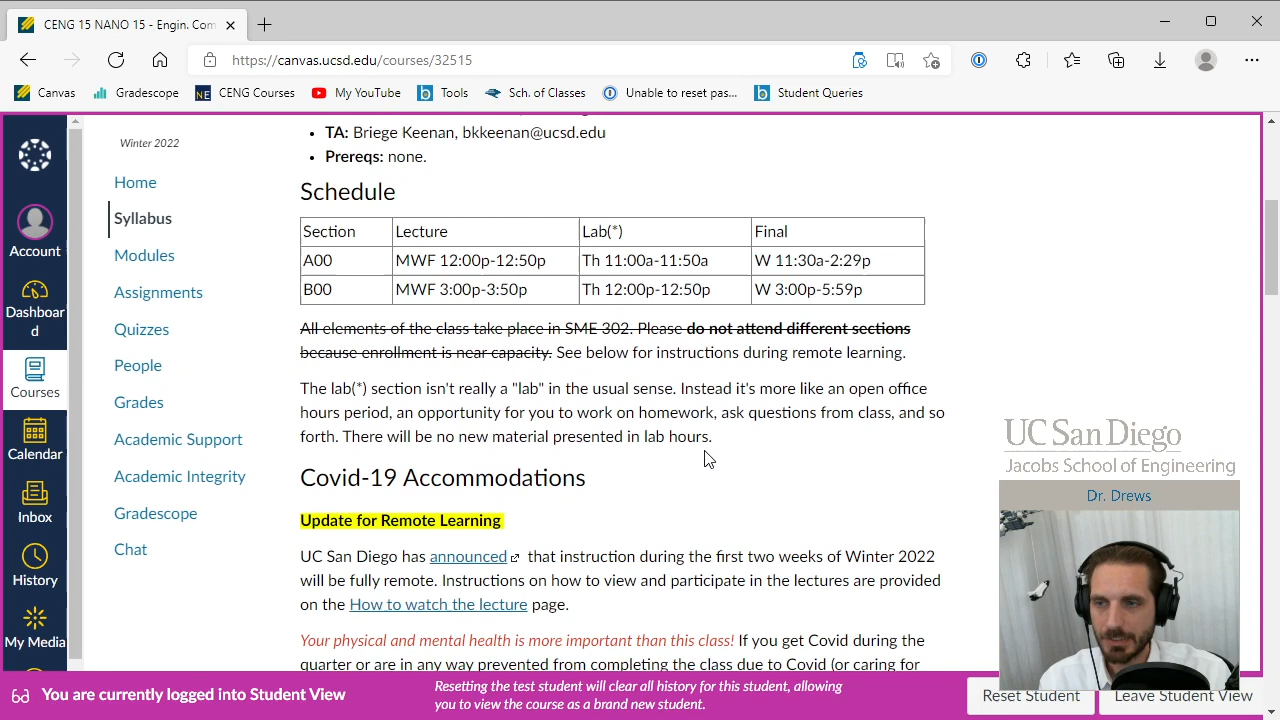 CENG 15 NANO 15 - Engin. Com
https://canvas.ucsd.edu/courses/32515
Canvas Gradescope CENG Courses My YouTube Tools Sch. of Classes Unable to reset pas... Student Queries
Winter 2022
Home
Syllabus
Modules
Assignments
Quizzes
People
Grades
Academic Support
Academic Integrity
Gradescope
Chat
Account
Dashboar
d
Courses
Calendar
Inbox
History
My Media
TA: Briege Keenan, bkkeenan@ucsd.edu
Prereqs: none.
Schedule
Section Lecture Lab(*) Final
A00 MWF 12:00p-12:50p Th 11:00a-11:50a W 11:30a-2:29p
B00 MWF 3:00p-3:50p Th 12:00p-12:50p W 3:00p-5:59p
All elements of the class take place in SME 302. Please do not attend different sections
because enrollment is near capacity. See below for instructions during remote learning.
The lab(*) section isn't really a "lab" in the usual sense. Instead it's more like an open office
hours period, an opportunity for you to work on homework, ask questions from class, and so
forth. There will be no new material presented in lab hours.
Covid-19 Accommodations
Update for Remote Learning
UC San Diego has announced that instruction during the first two weeks of Winter 2022
will be fully remote. Instructions on how to view and participate in the lectures are provided
on the How to watch the lecture page.
Your physical and mental health is more important than this class! If you get Covid during the
quarter or are in any way prevented from completing the class due to Covid (or caring for
UC San Diego
Jacobs School of Engineering
Dr. Drews
You are currently logged into Student View
Resetting the test student will clear all history for this student, allowing
you to view the course as a brand new student.
Reset Student
Leave Student View